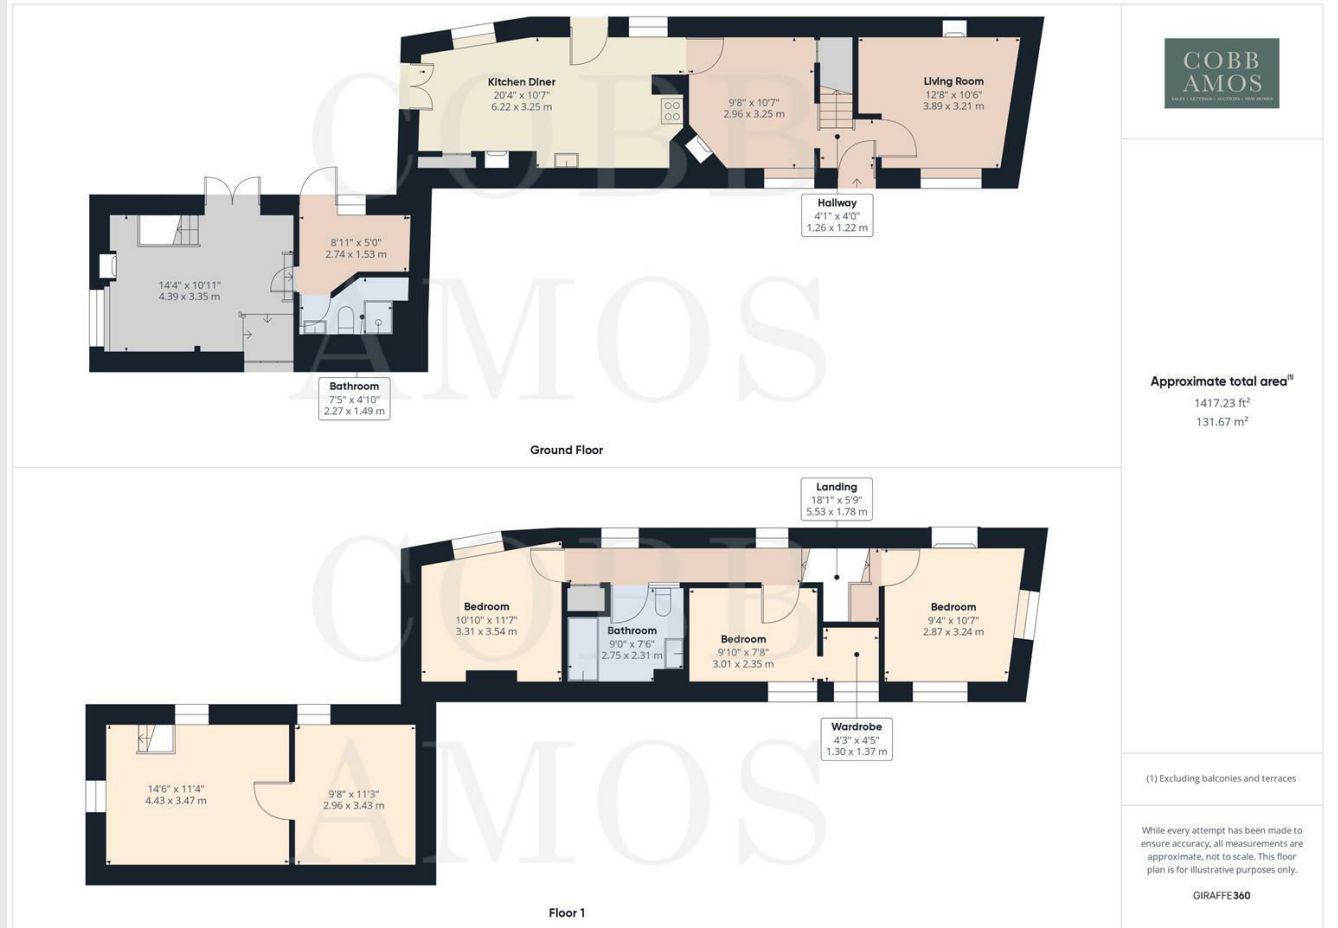 COBB
AMOS
SALES • LETTINGS • AUCTIONS • NEW HOMES
COBB
AMOS
Kitchen Diner
20'4" x 10'7"
6.22 x 3.25 m
9'8" x 10'7"
2.96 x 3.25 m
Living Room
12'8" x 10'6"
3.89 x 3.21 m
Hallway
4'1" x 4'0"
1.26 x 1.22 m
8'11" x 5'0"
2.74 x 1.53 m
14'4" x 10'11"
4.39 x 3.35 m
Bathroom
7'5" x 4'10"
2.27 x 1.49 m
Ground Floor
COBB
AMOS
Landing
18'1" x 5'9"
5.53 x 1.78 m
Bedroom
10'10" x 11'7"
3.31 x 3.54 m
Bathroom
9'0" x 7'6"
2.75 x 2.31 m
Bedroom
9'10" x 7'8"
3.01 x 2.35 m
Bedroom
9'4" x 10'7"
2.87 x 3.24 m
Wardrobe
4'3" x 4'5"
1.30 x 1.37 m
14'6" x 11'4"
4.43 x 3.47 m
9'8" x 11'3"
2.96 x 3.43 m
Floor 1
Approximate total area(1)
1417.23 ft²
131.67 m²
(1) Excluding balconies and terraces
While every attempt has been made to
ensure accuracy, all measurements are
approximate, not to scale. This floor
plan is for illustrative purposes only.
GIRAFFE360